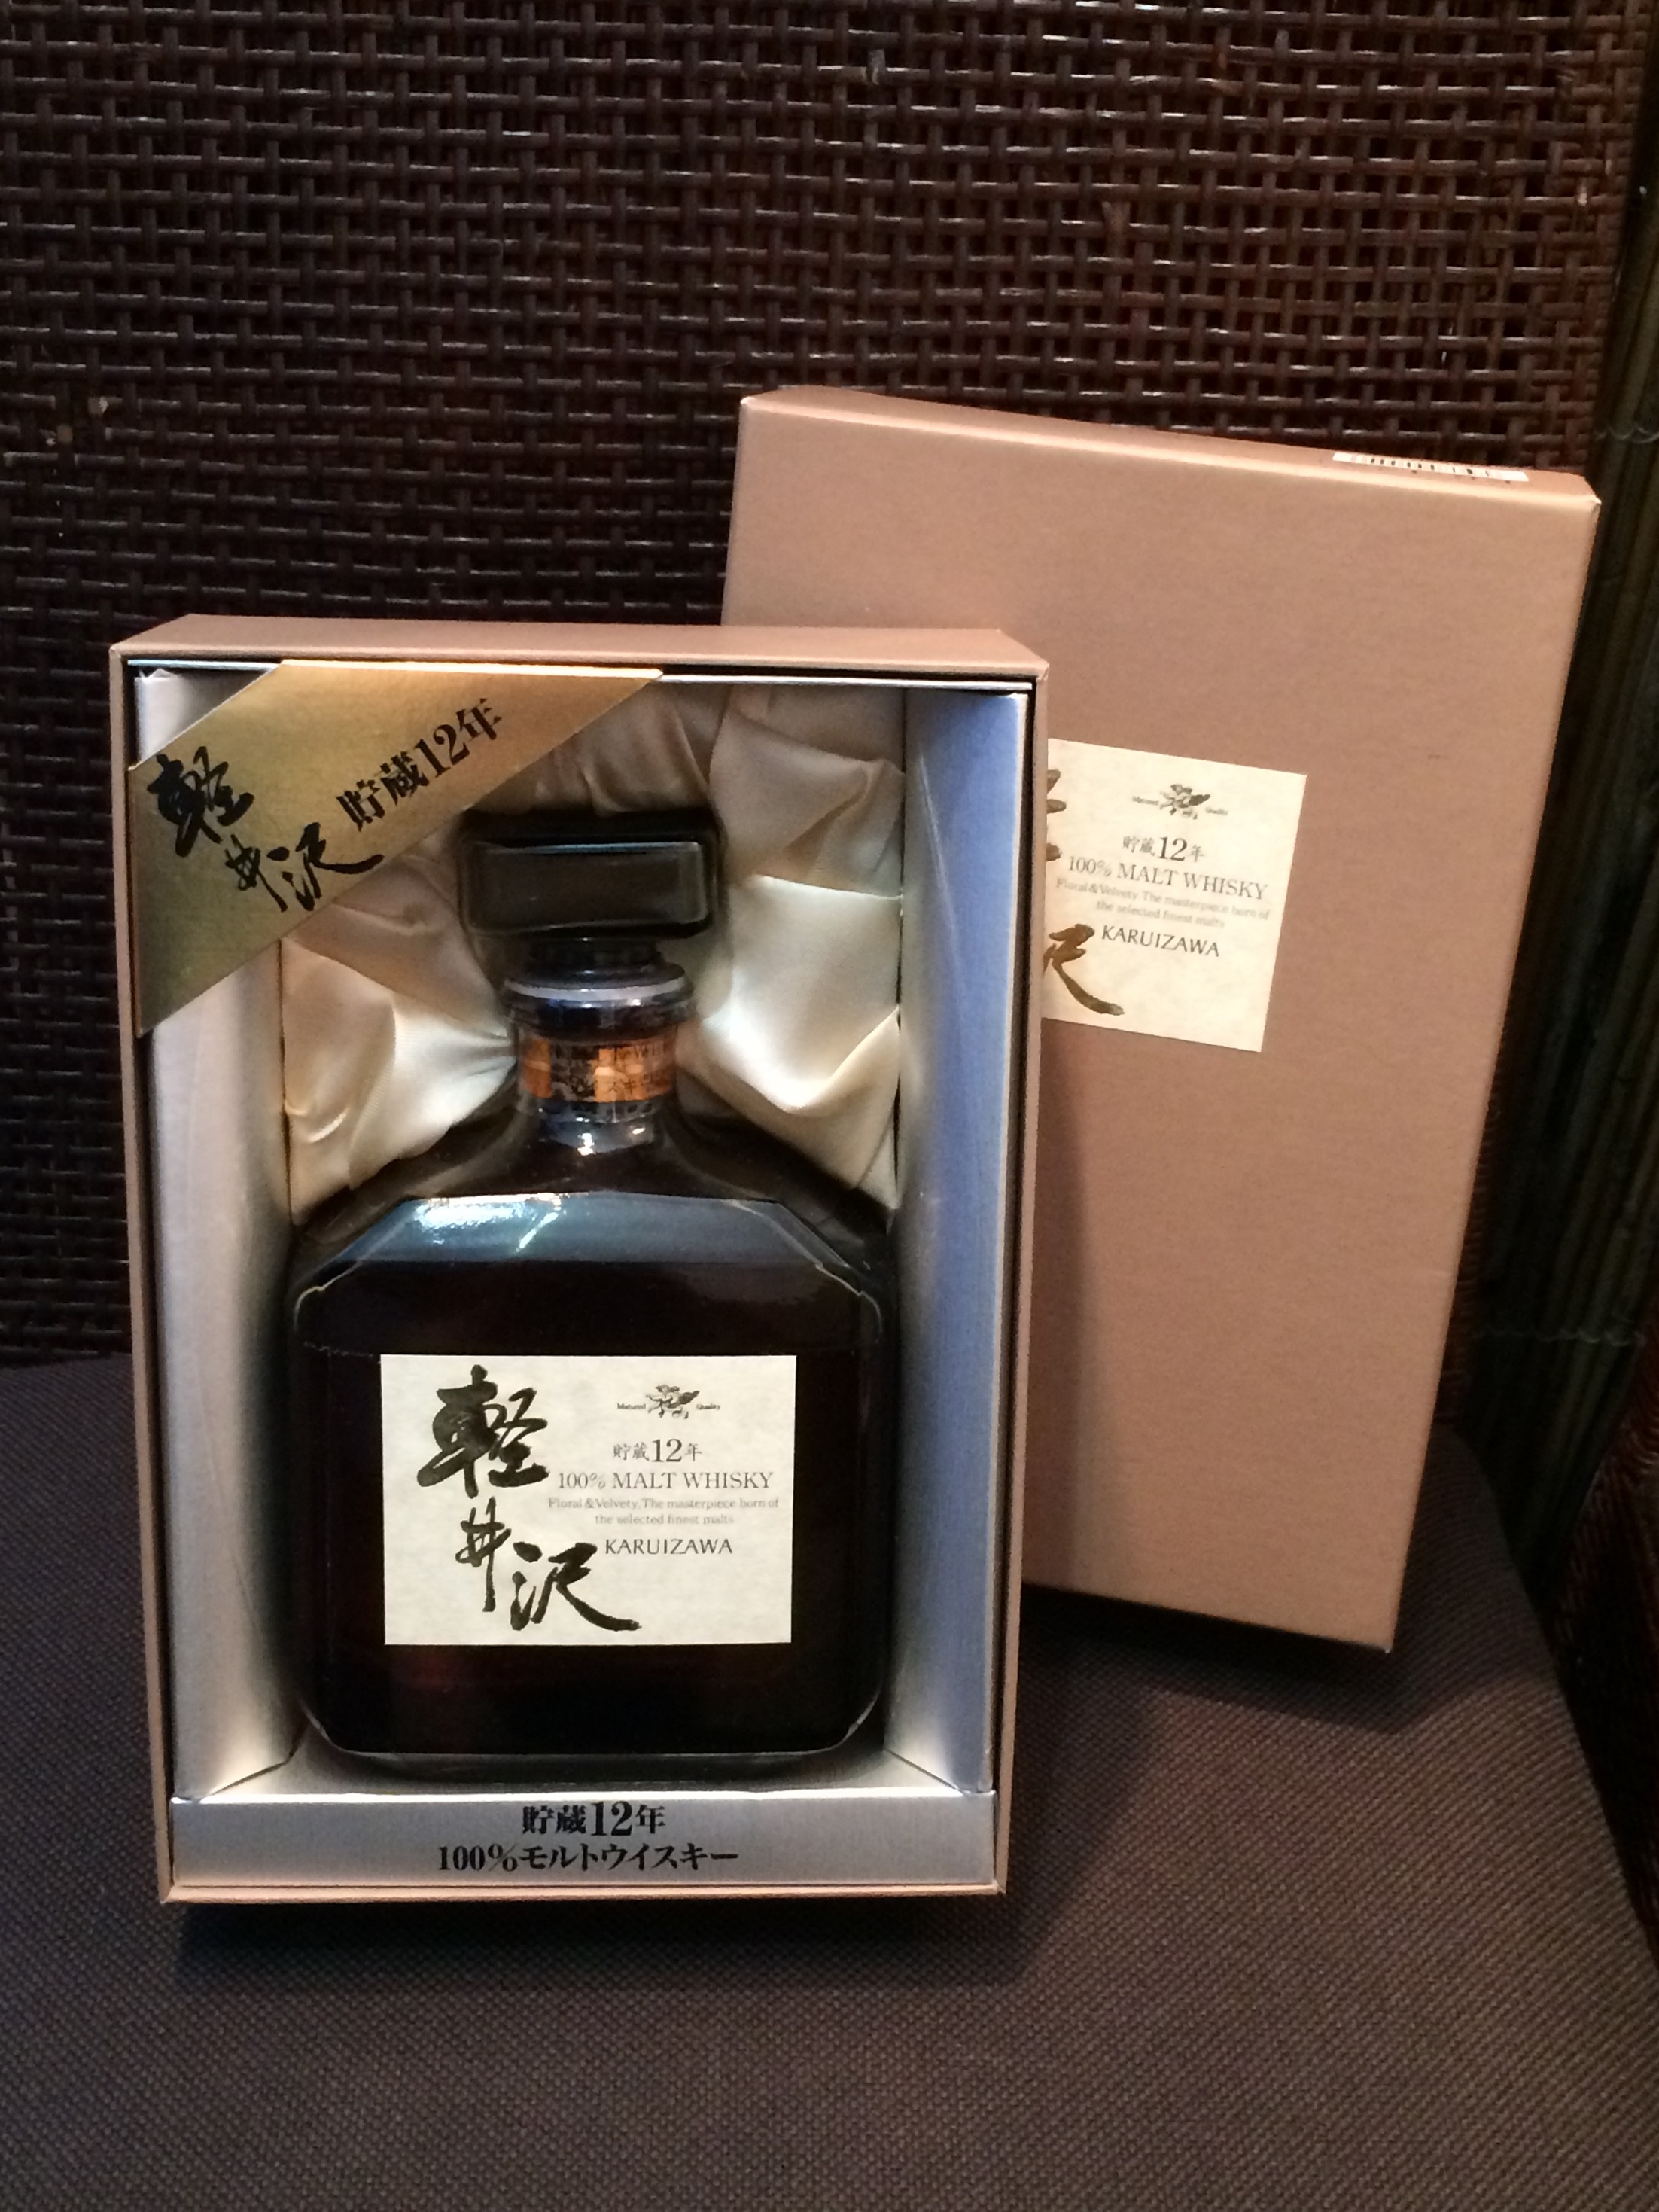 軽井沢
貯蔵12年
軽井沢
Matured Quality
貯蔵12年
100% MALT WHISKY
Floral & Velvety. The masterpiece born of
the selected finest malts
KARUIZAWA
貯蔵12年
100%モルトウイスキー
沢
Matured Quality
貯蔵12年
100% MALT WHISKY
Floral & Velvety. The masterpiece born of
the selected finest malts
KARUIZAWA